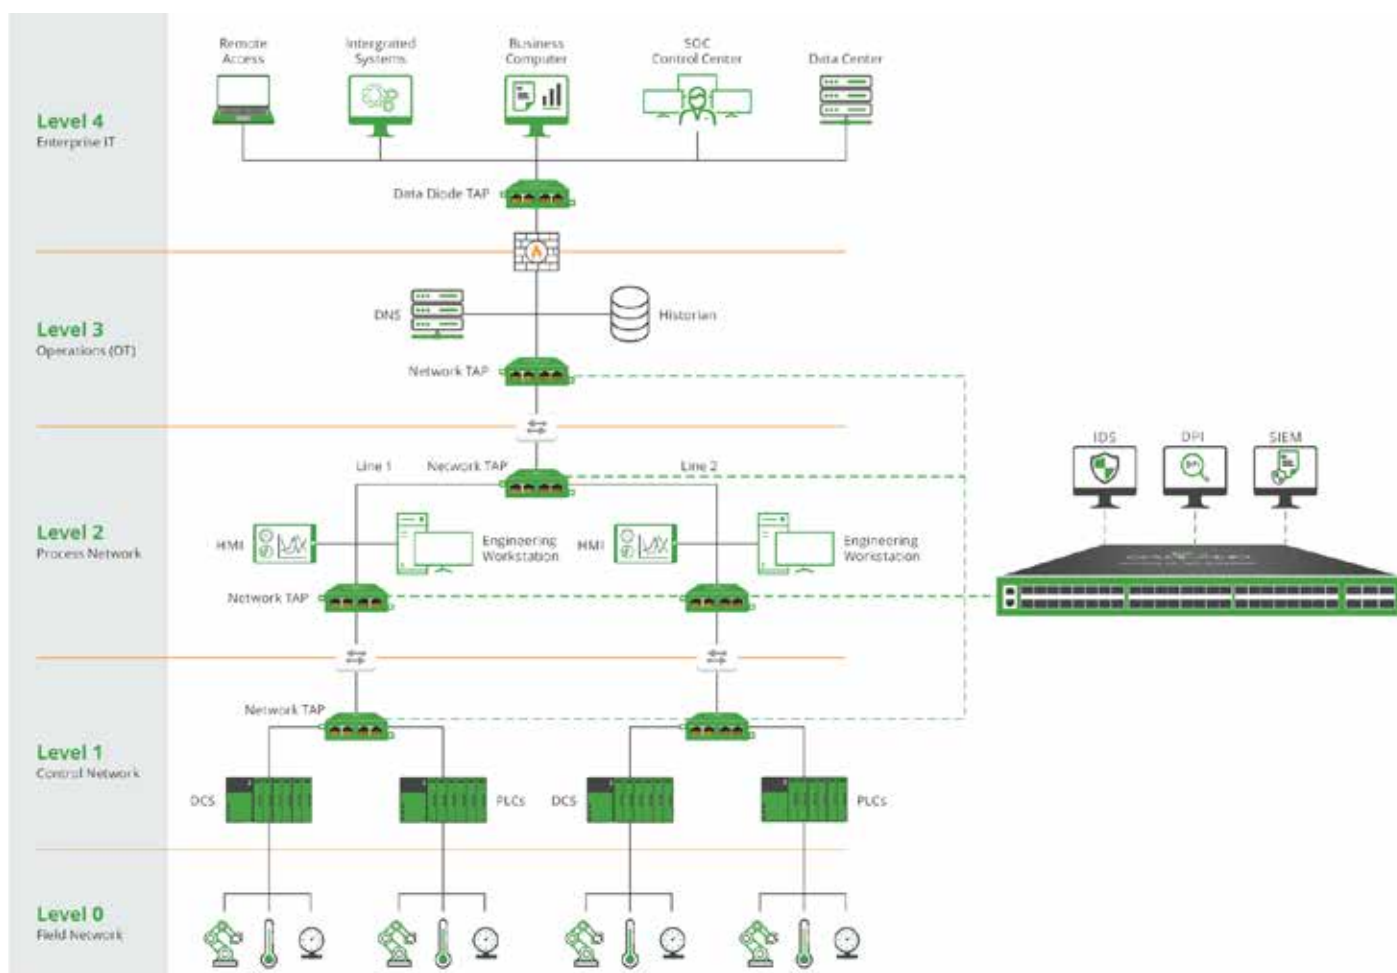 Remote
Access
Intergrated
Systems
Business
Computer
SOC
Control Center
Data Center
Level 4
Enterprise IT
Data Diode TAP
DNS
Historian
Level 3
Operations (OT)
Network TAP
IDS
DPI
SIEM
Line 1
Network TAP
Line 2
Level 2
Process Network
HMI
Engineering
Workstation
HMI
Engineering
Workstation
Network TAP
Network TAP
Level 1
Control Network
DCS
PLCs
DCS
PLCs
Level 0
Field Network